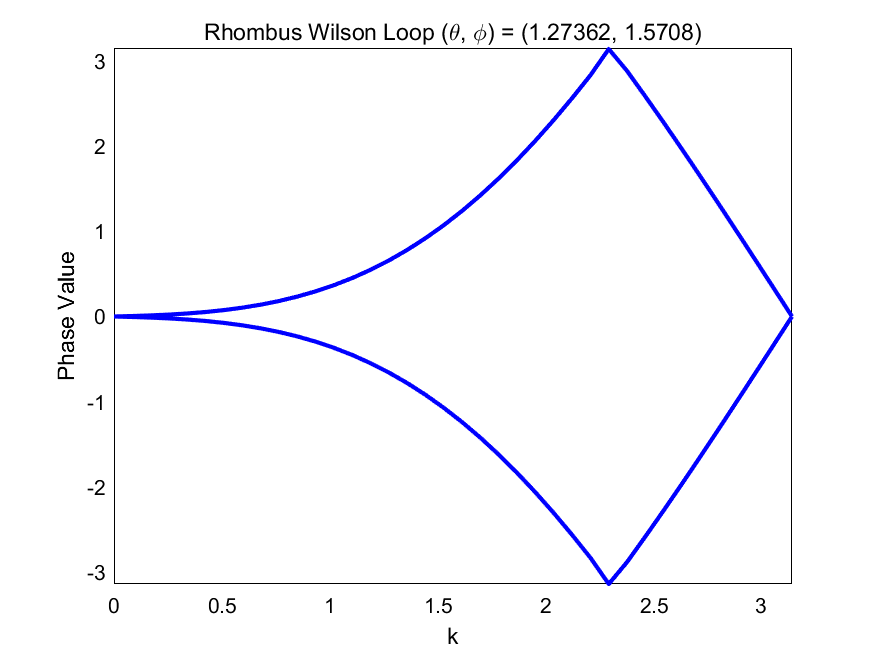 Rhombus Wilson Loop (θ, ϕ) = (1.27362, 1.5708)
3
2
1
0
-1
-2
-3
Phase Value
0 0.5 1 1.5 2 2.5 3
k